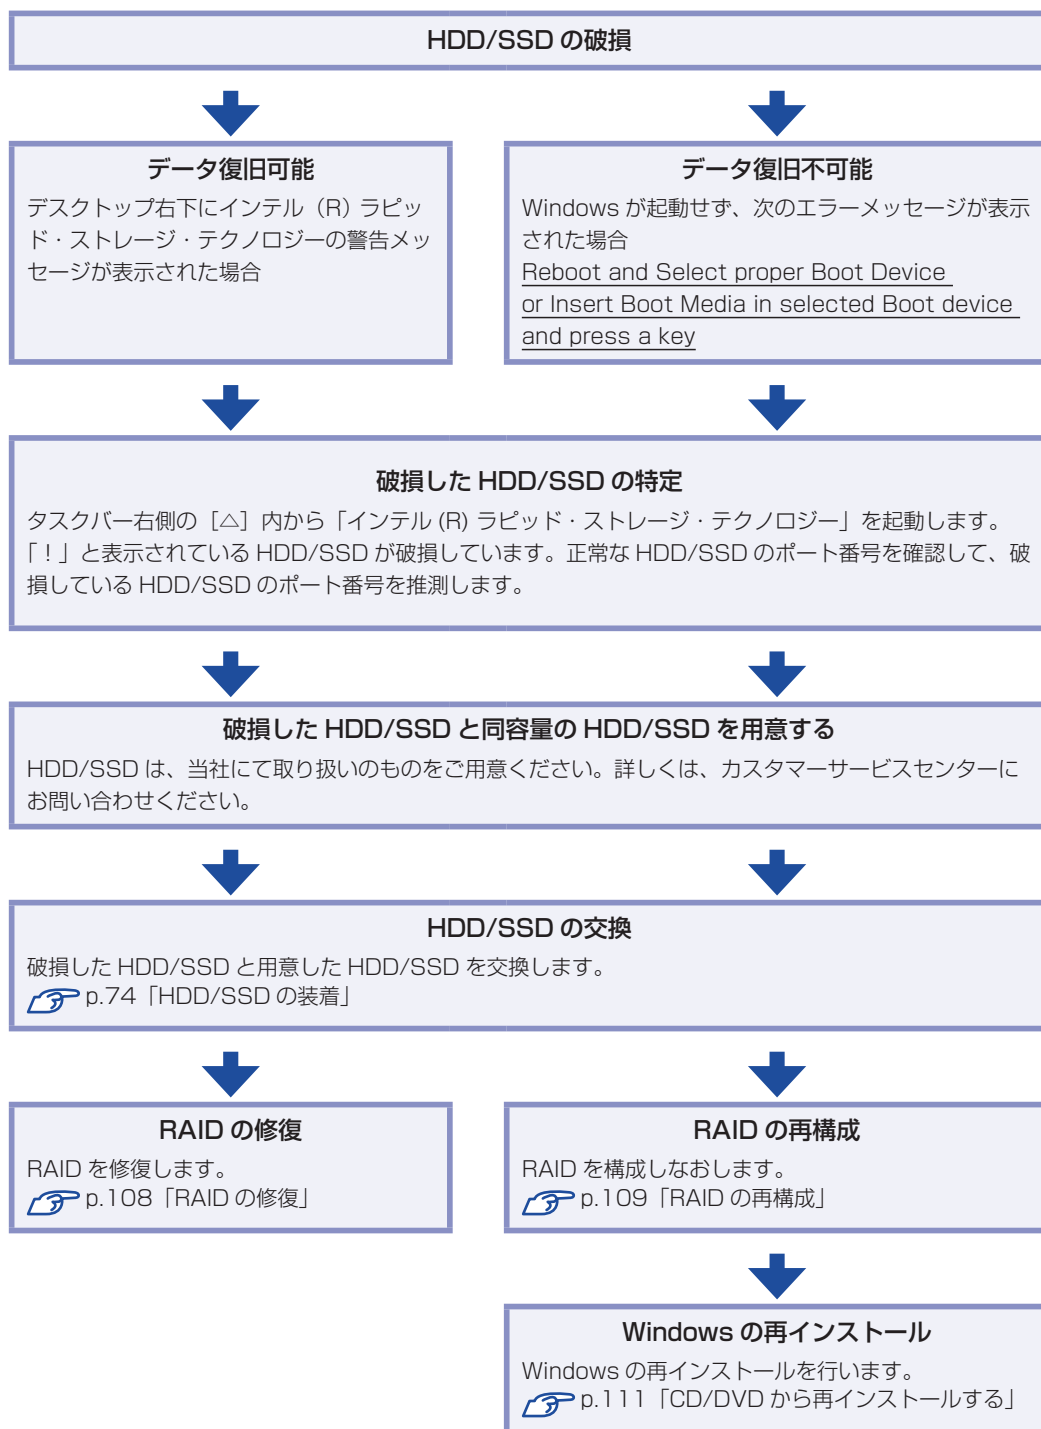 HDD/SSD の破損
データ復旧可能
デスクトップ右下にインテル（R）ラピッ
ド・ストレージ・テクノロジーの警告メッ
セージが表示された場合
データ復旧不可能
Windows が起動せず、次のエラーメッセージが表示
された場合
Reboot and Select proper Boot Device
or Insert Boot Media in selected Boot device
and press a key
破損した HDD/SSD の特定
タスクバー右側の［△］内から「インテル (R) ラピッド・ストレージ・テクノロジー」を起動します。
「！」と表示されている HDD/SSD が破損しています。正常な HDD/SSD のポート番号を確認して、破
損している HDD/SSD のポート番号を推測します。
破損した HDD/SSD と同容量の HDD/SSD を用意する
HDD/SSD は、当社にて取り扱いのものをご用意ください。詳しくは、カスタマーサービスセンターに
お問い合わせください。
HDD/SSD の交換
破損した HDD/SSD と用意した HDD/SSD を交換します。
p.74「HDD/SSD の装着」
RAID の修復
RAID を修復します。
p.108「RAID の修復」
RAID の再構成
RAID を構成しなおします。
p.109「RAID の再構成」
Windows の再インストール
Windows の再インストールを行います。
p.111「CD/DVD から再インストールする」